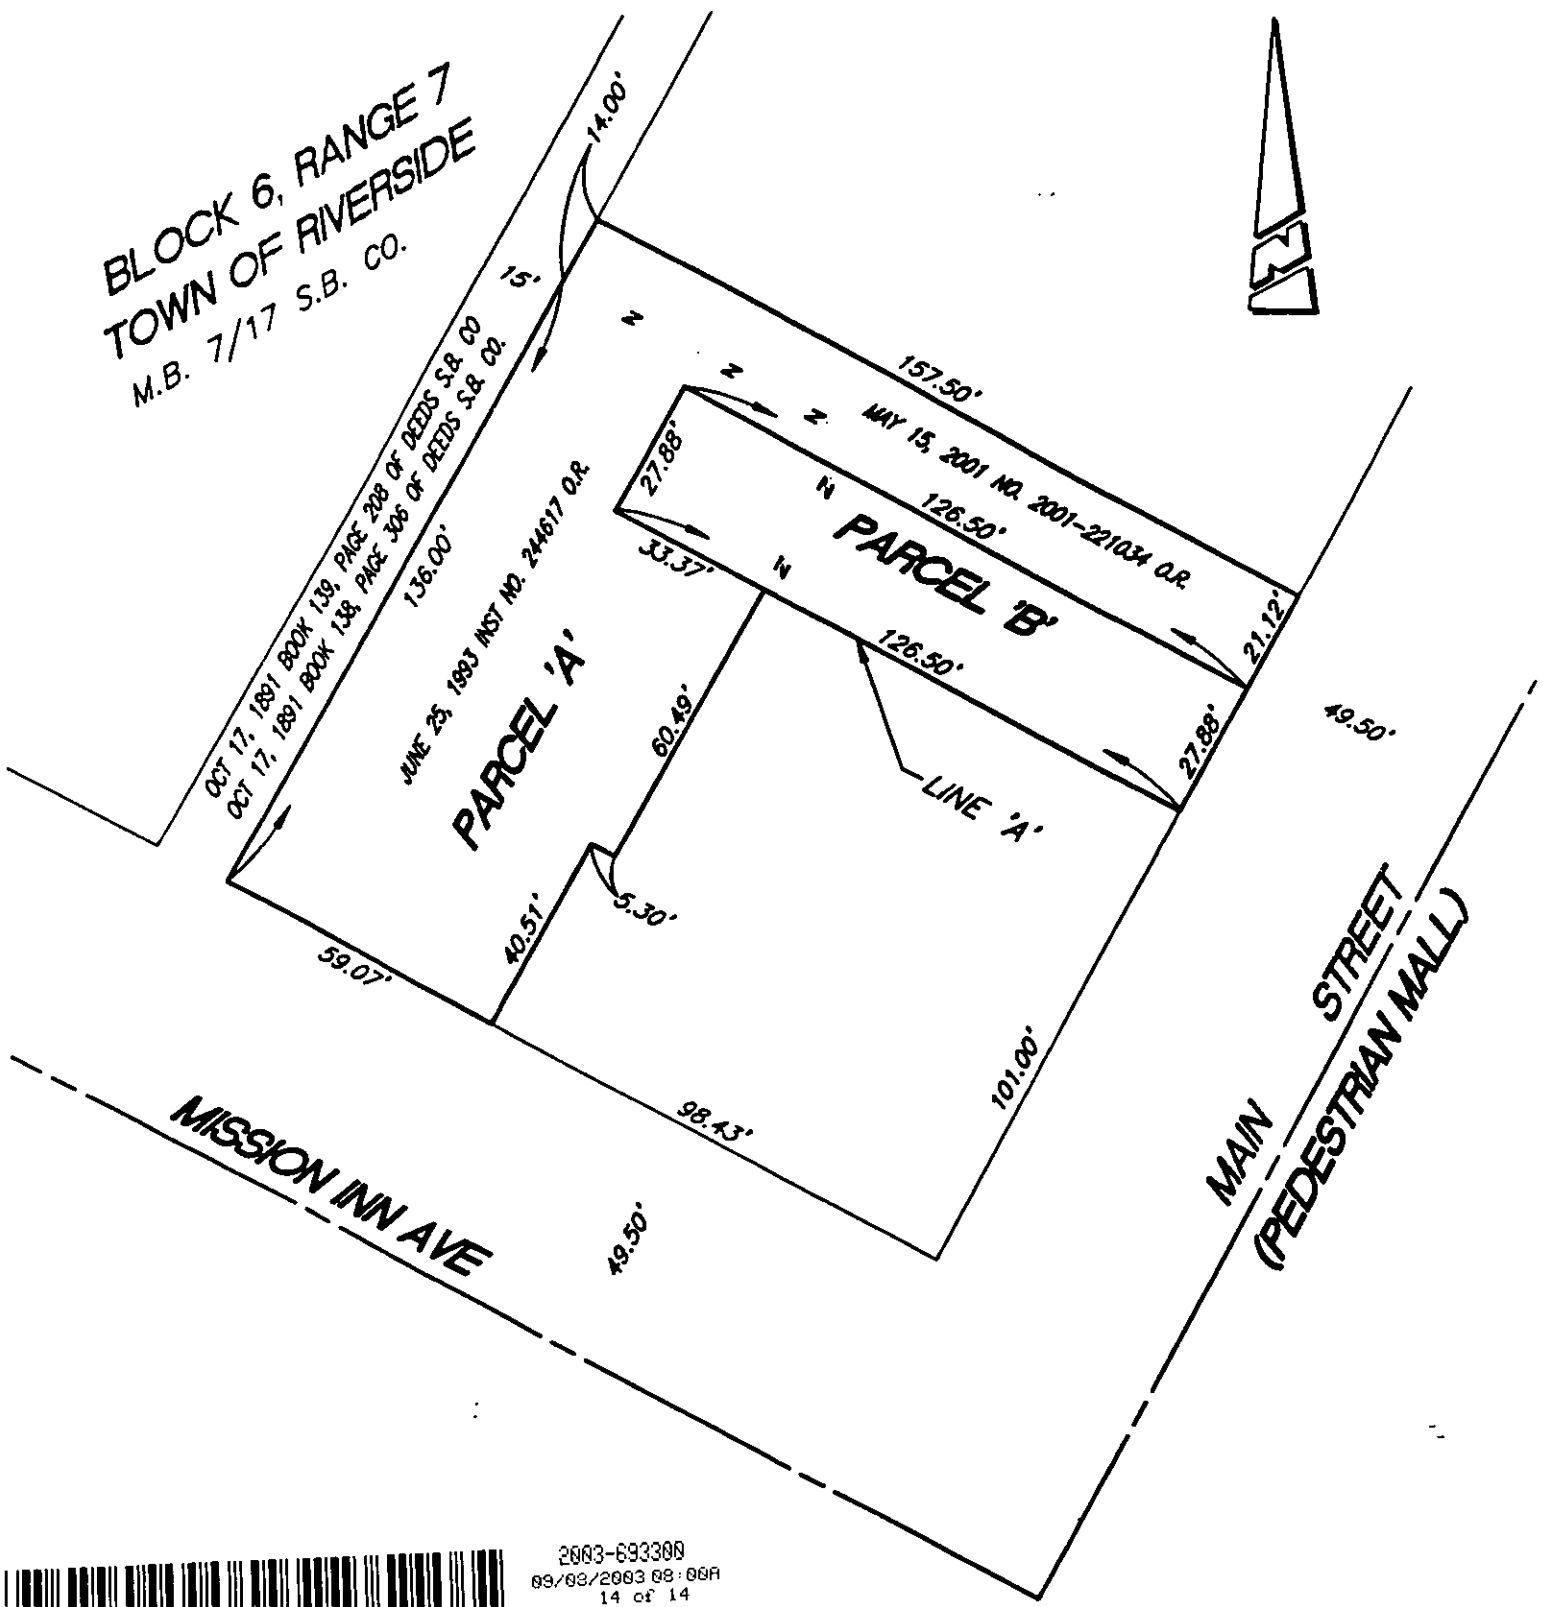 BLOCK 6, RANGE 7
TOWN OF RIVERSIDE
M.B. 7/17 S.B. CO.
14.00'
N
15'
OCT 17, 1891 BOOK 139, PAGE 208 OF DEEDS S.B. CO
OCT 17, 1891 BOOK 138, PAGE 306 OF DEEDS S.B. CO.
136.00'
157.50'
MAY 15, 2001 NO. 2001-221034 O.R.
126.50'
PARCEL 'B'
27.88'
33.37'
126.50'
21.12'
27.88'
49.50'
JUNE 25, 1993 INST NO. 244617 O.R.
PARCEL 'A'
60.49'
LINE 'A'
5.30'
40.51'
59.07'
98.43'
101.00'
MAIN STREET
(PEDESTRIAN MALL)
MISSION INN AVE
49.50'
2003-693300
09/03/2003 08:00A
14 of 14